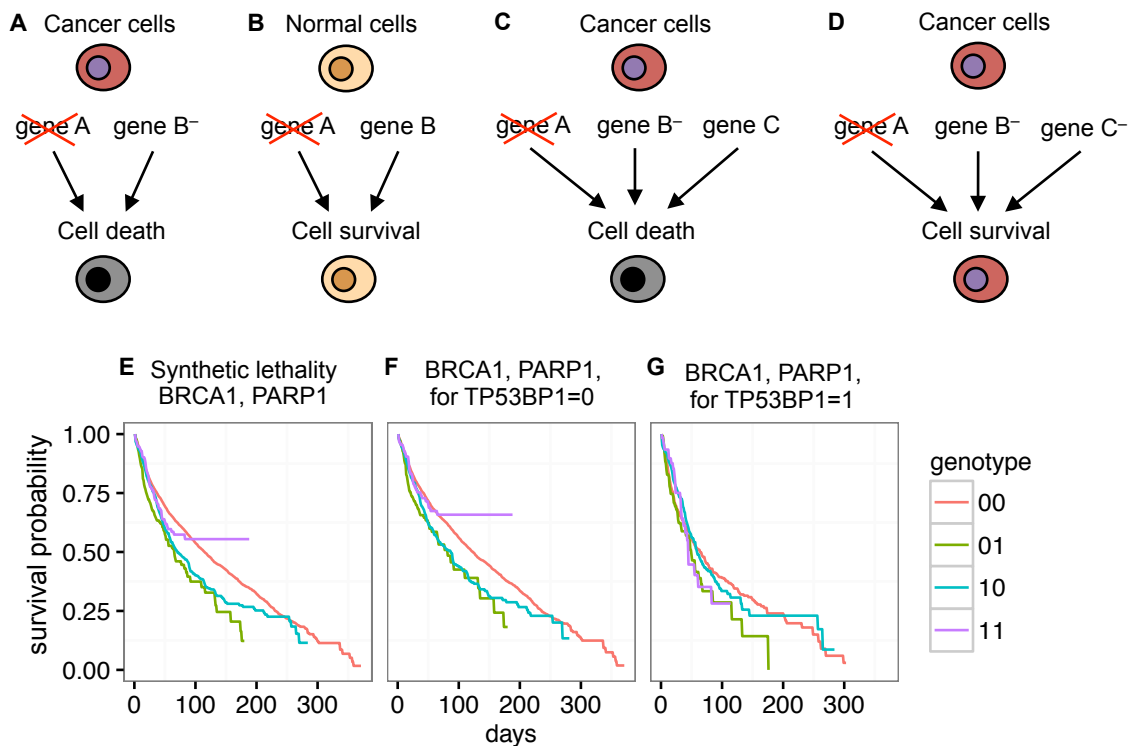 A Cancer cells
gene A gene B⁻
Cell death
B Normal cells
gene A gene B
Cell survival
C Cancer cells
gene A gene B⁻ gene C
Cell death
D Cancer cells
gene A gene B⁻ gene C⁻
Cell survival
E Synthetic lethality
BRCA1, PARP1
F BRCA1, PARP1,
for TP53BP1=0
G BRCA1, PARP1,
for TP53BP1=1
survival probability
1.00
0.75
0.50
0.25
0.00
0 100 200 300
0 100 200 300
0 100 200 300
days
genotype
00
01
10
11